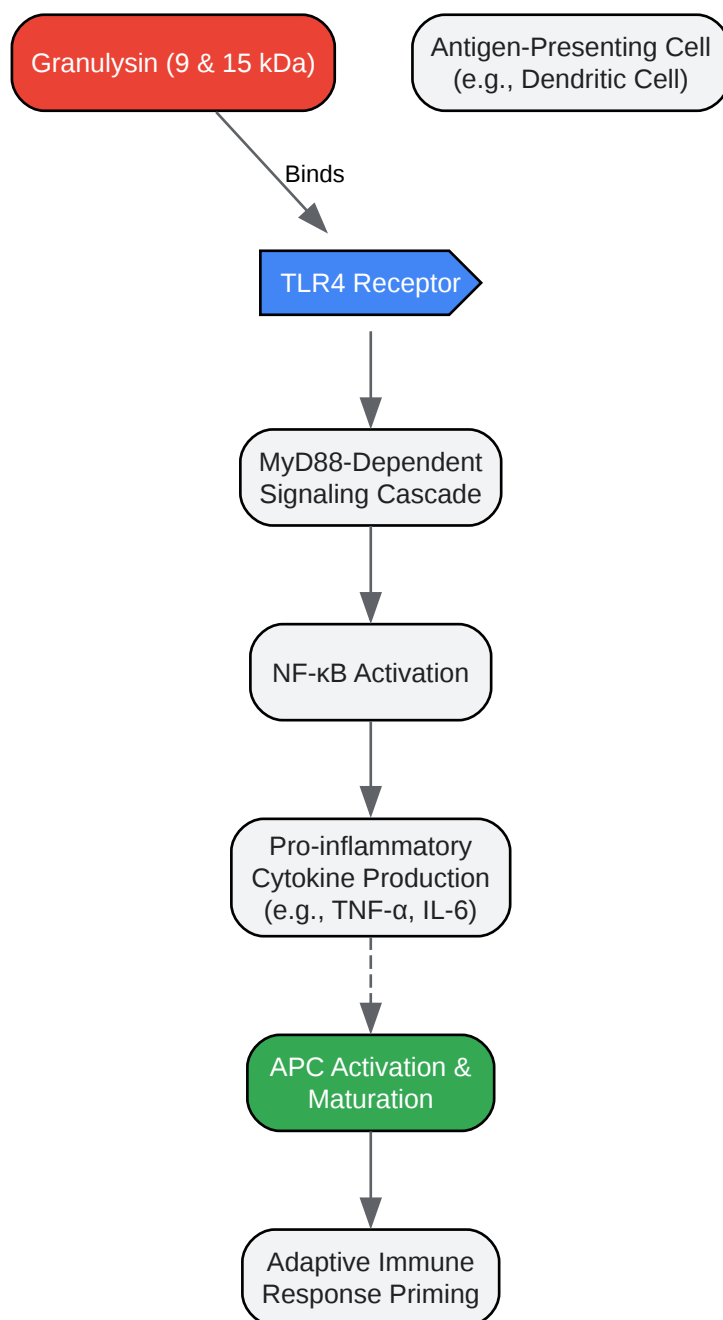 Granulysin (9 & 15 kDa)
Antigen-Presenting Cell
(e.g., Dendritic Cell)
Binds
TLR4 Receptor
MyD88-Dependent
Signaling Cascade
NF-κB Activation
Pro-inflammatory
Cytokine Production
(e.g., TNF-α, IL-6)
APC Activation &
Maturation
Adaptive Immune
Response Priming